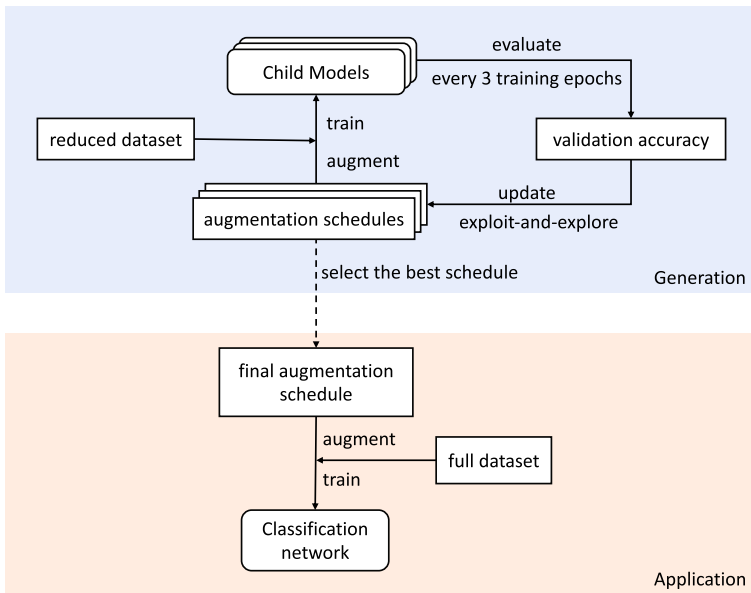 Child Models
evaluate
every 3 training epochs
reduced dataset
train
augment
validation accuracy
augmentation schedules
update
exploit-and-explore
select the best schedule
Generation
final augmentation
schedule
augment
train
full dataset
Classification
network
Application